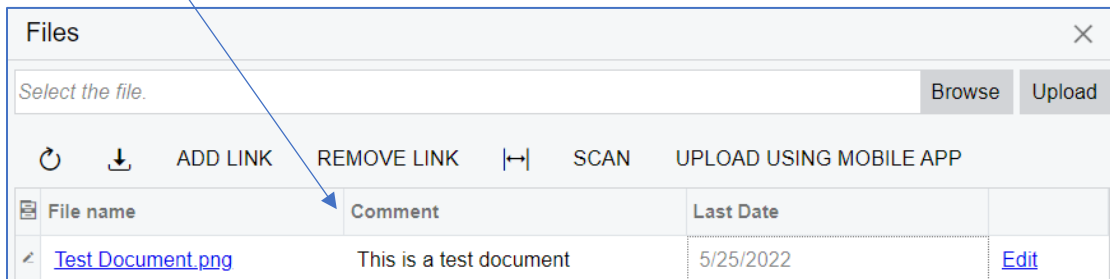 Files
Select the file. Browse Upload
ADD LINK REMOVE LINK SCAN UPLOAD USING MOBILE APP
File name Comment Last Date
Test Document.png This is a test document 5/25/2022 Edit